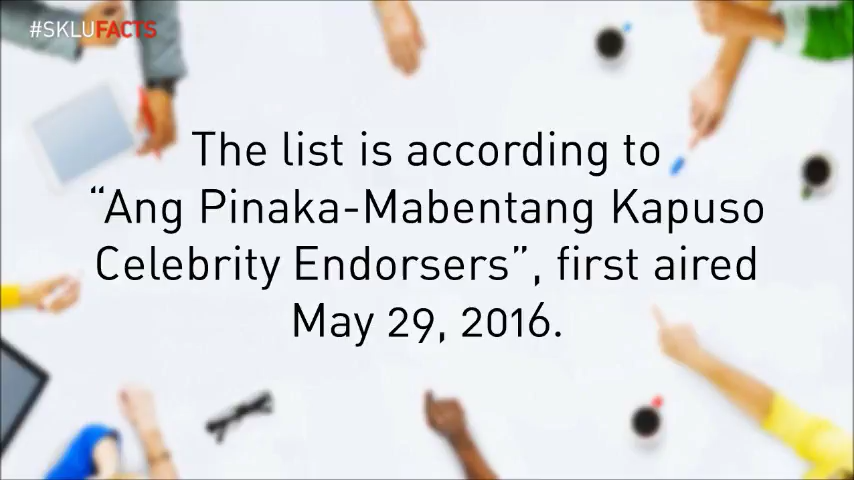 #SKLUFACTS
The list is according to
“Ang Pinaka-Mabentang Kapuso
Celebrity Endorsers”, first aired
May 29, 2016.